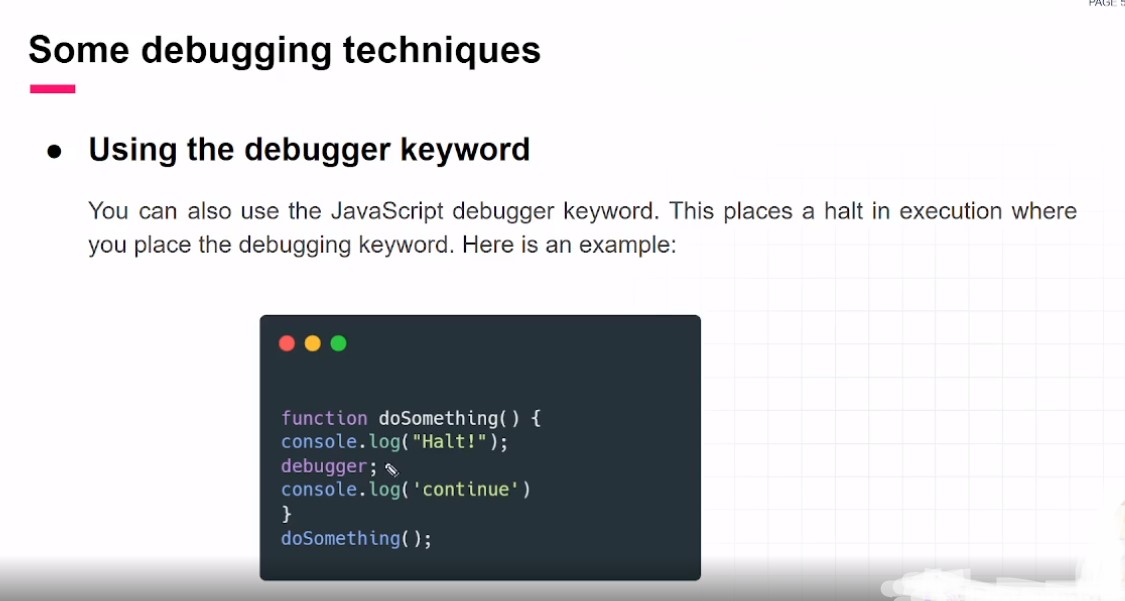 PAGE 5
Some debugging techniques
● Using the debugger keyword
You can also use the JavaScript debugger keyword. This places a halt in execution where
you place the debugging keyword. Here is an example:
function doSomething() {
console.log("Halt!");
debugger;
console.log('continue')
}
doSomething();